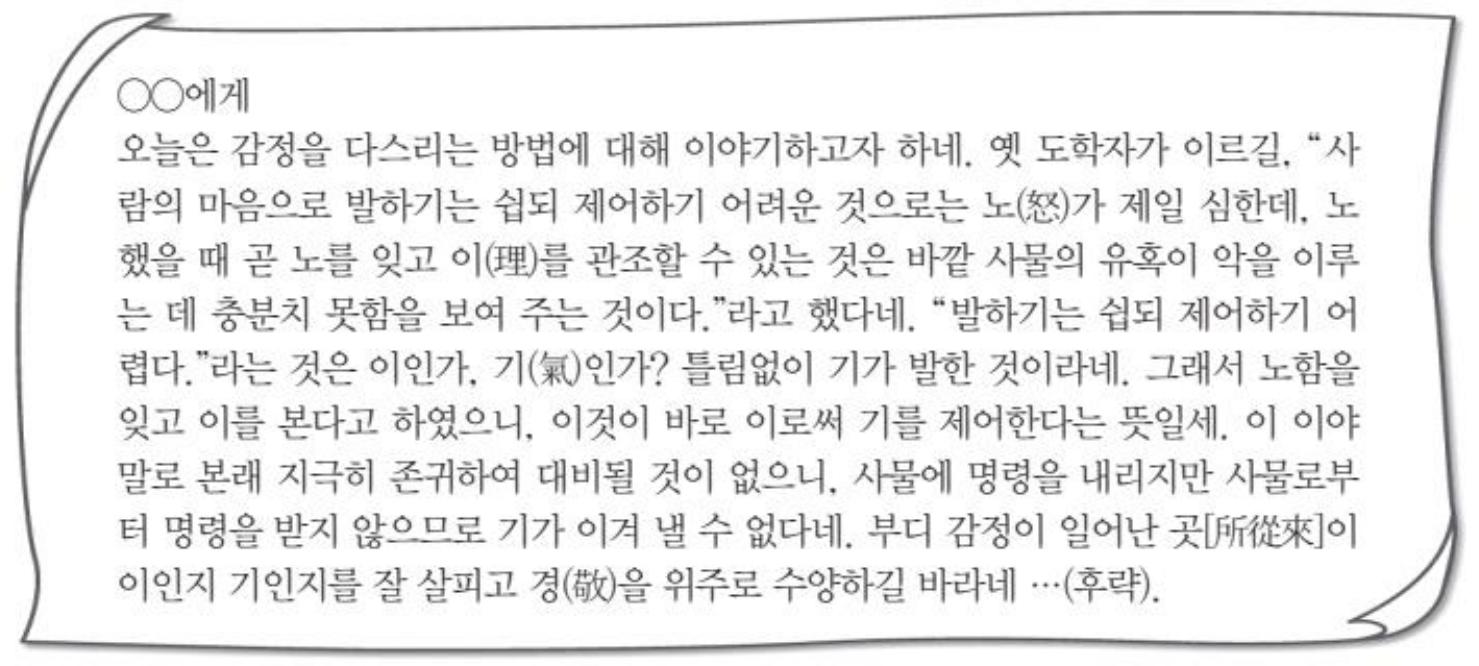 ○○에게
오늘은 감정을 다스리는 방법에 대해 이야기하고자 하네. 옛 도학자가 이르길, “사
람의 마음으로 발하기는 쉽되 제어하기 어려운 것으로는 노(怒)가 제일 심한데, 노
했을 때 곧 노를 잊고 이(理)를 관조할 수 있는 것은 바깥 사물의 유혹이 악을 이루
는 데 충분치 못함을 보여 주는 것이다.”라고 했다네. “발하기는 쉽되 제어하기 어
렵다.”라는 것은 이인가, 기(氣)인가? 틀림없이 기가 발한 것이라네. 그래서 노함을
잊고 이를 본다고 하였으니, 이것이 바로 이로써 기를 제어한다는 뜻일세. 이 이야
말로 본래 지극히 존귀하여 대비될 것이 없으니, 사물에 명령을 내리지만 사물로부
터 명령을 받지 않으므로 기가 이겨 낼 수 없다네. 부디 감정이 일어난 곳[所從來]이
이인지 기인지를 잘 살피고 경(敬)을 위주로 수양하길 바라네 …(후략).